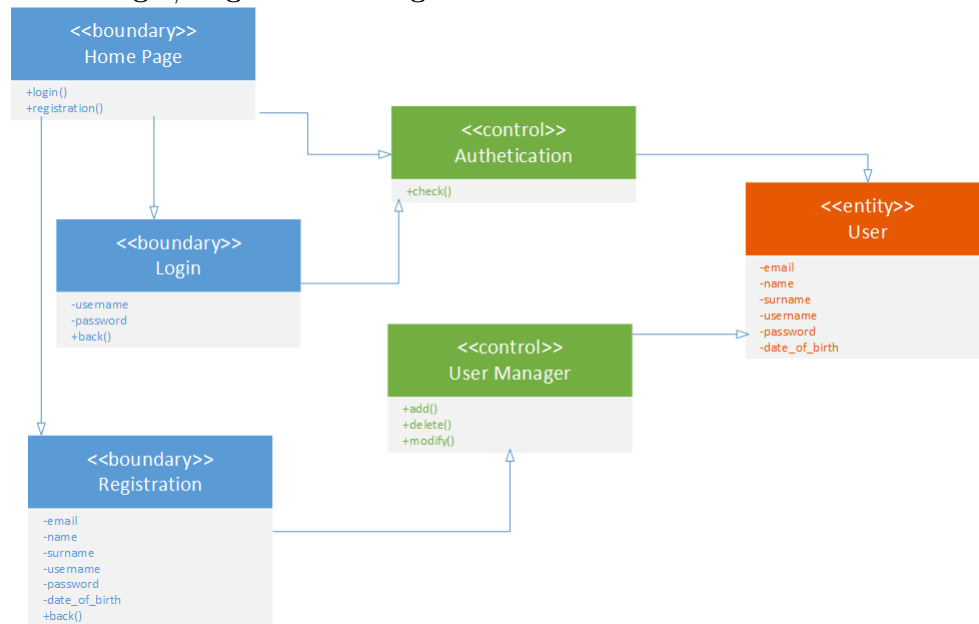 <<boundary>>
Home Page
+login()
+registration()
<<control>>
Authetication
+check()
<<entity>>
User
-email
-name
-surname
-username
-password
-date_of_birth
<<boundary>>
Login
-username
-password
+back()
<<control>>
User Manager
+add()
+delete()
+modify()
<<boundary>>
Registration
-email
-name
-surname
-username
-password
-date_of_birth
+back()